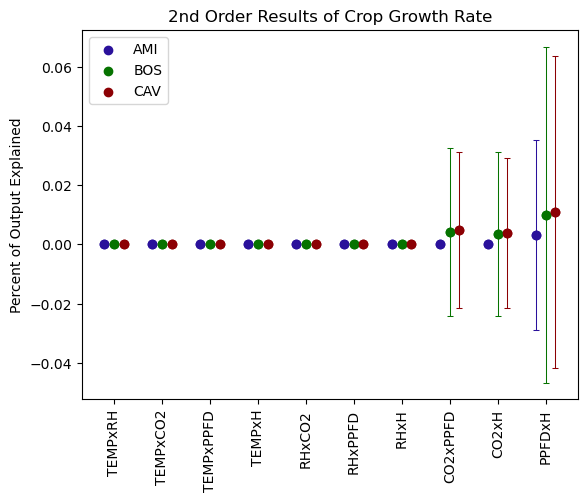 2nd Order Results of Crop Growth Rate
AMI
BOS
CAV
Percent of Output Explained
0.06
0.04
0.02
0.00
−0.02
−0.04
TEMPxRH
TEMPxCO2
TEMPxPPFD
TEMPxH
RHxCO2
RHxPPFD
RHxH
CO2xPPFD
CO2xH
PPFDxH